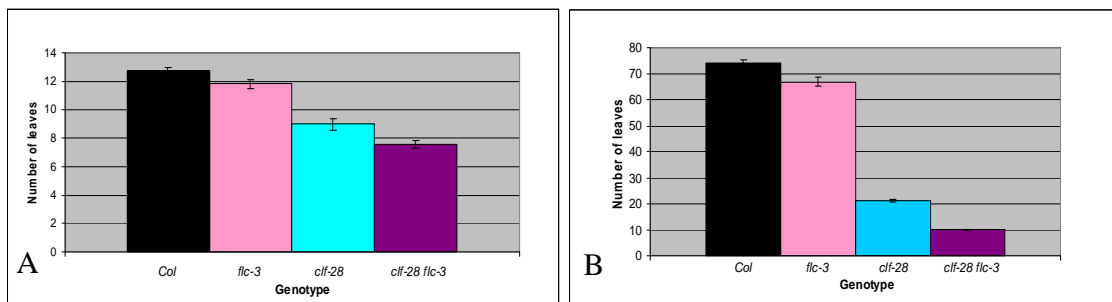 Number of leaves
14
12
10
8
6
4
2
0
Col
flc-3
clf-28
clf-28 flc-3
Genotype
A
Number of leaves
80
70
60
50
40
30
20
10
0
Col
flc-3
clf-28
clf-28 flc-3
Genotype
B